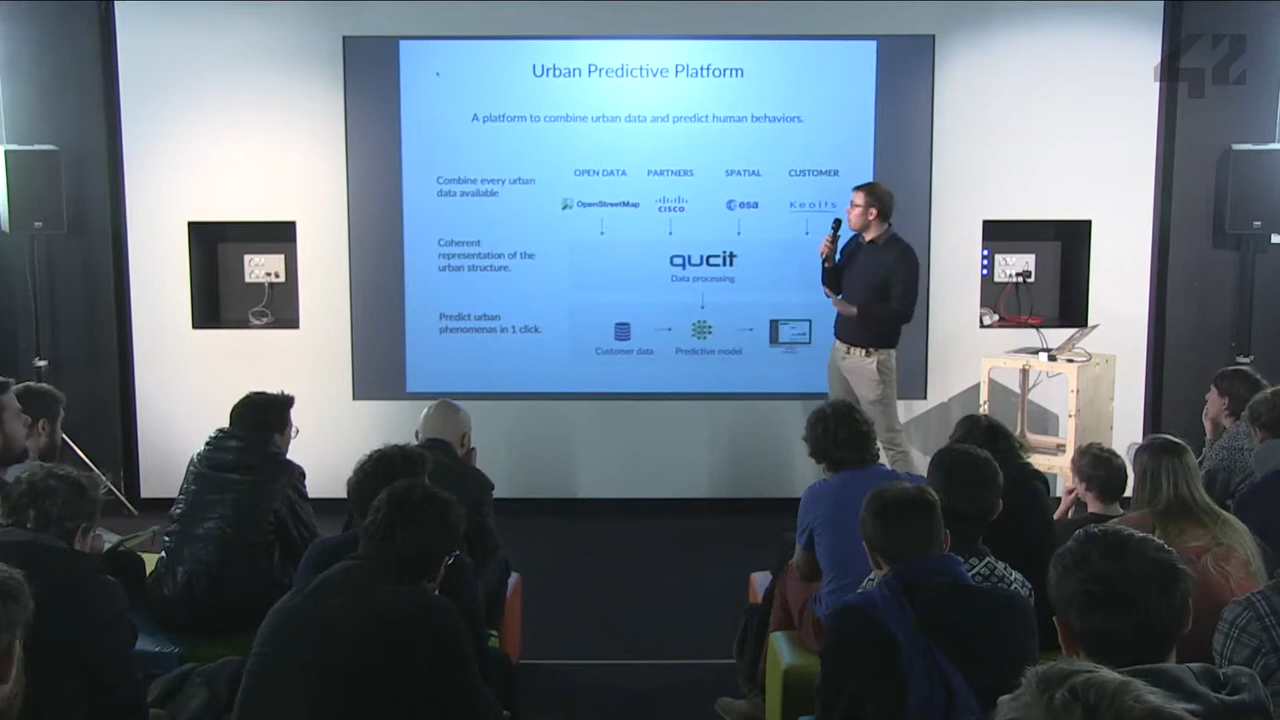 42
Urban Predictive Platform
A platform to combine urban data and predict human behaviors.
OPEN DATA PARTNERS SPATIAL CUSTOMER
Combine every urban
data available
OpenStreetMap CISCO esa Keolis
Coherent
representation of the
urban structure.
qucit
Data processing
Predict urban
phenomenas in 1 click.
Customer data Predictive model